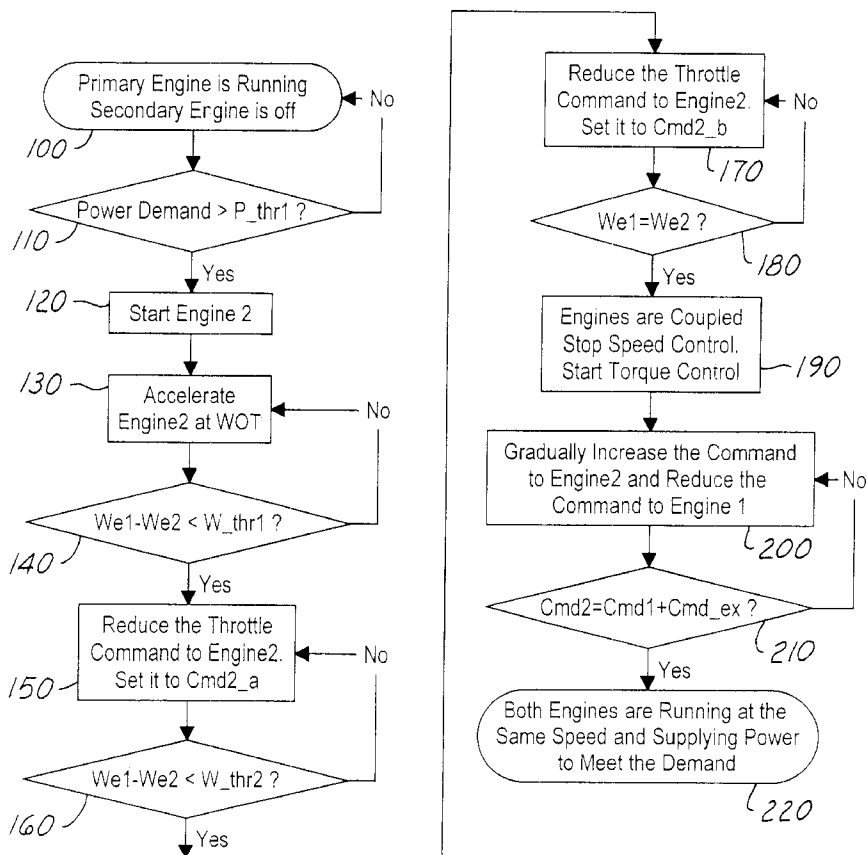 Primary Engine is Running
Secondary Engine is off
No
100
Power Demand > P_thr1 ?
110
Yes
120
Start Engine 2
130
Accelerate
Engine2 at WOT
No
We1-We2 < W_thr1 ?
140
Yes
Reduce the Throttle
Command to Engine2.
Set it to Cmd2_a
No
150
We1-We2 < W_thr2 ?
160
Yes
Reduce the Throttle
Command to Engine2.
Set it to Cmd2_b
No
170
We1=We2 ?
180
Yes
Engines are Coupled
Stop Speed Control.
Start Torque Control
190
Gradually Increase the Command
to Engine2 and Reduce the
Command to Engine 1
No
200
Cmd2=Cmd1+Cmd_ex ?
210
Yes
Both Engines are Running at the
Same Speed and Supplying Power
to Meet the Demand
220